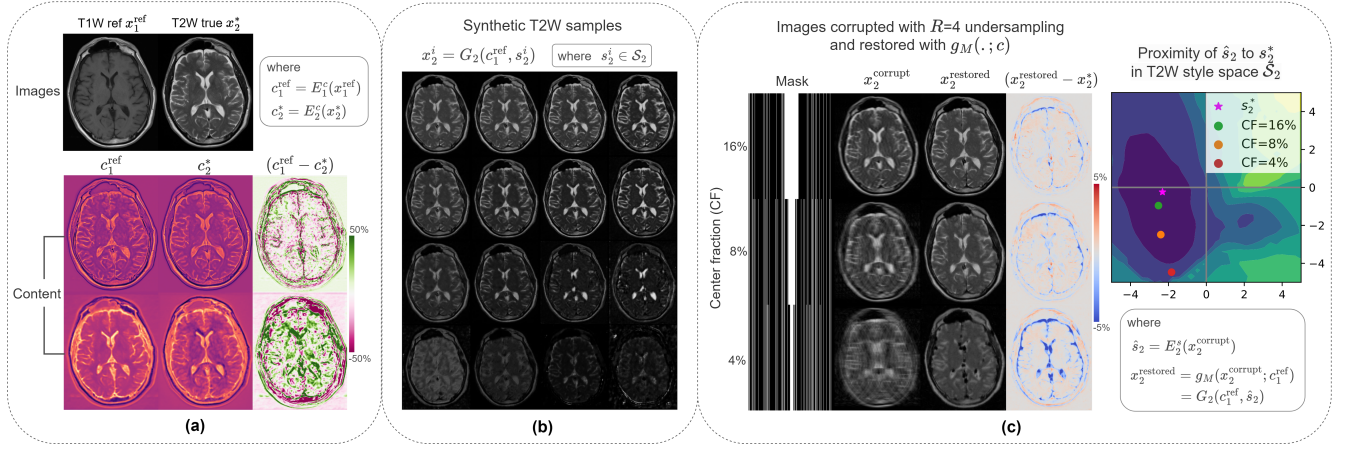 T1W ref $x_1^{\text{ref}}$ T2W true $x_2^*$
Images
where
$c_1^{\text{ref}} = E_1^c(x_1^{\text{ref}})$
$c_2^* = E_2^c(x_2^*)$
$c_1^{\text{ref}}$ $c_2^*$ $(c_1^{\text{ref}} - c_2^*)$
50%
Content
-50%
(a)
Synthetic T2W samples
$x_2^i = G_2(c_1^{\text{ref}}, s_2^i)$ where $s_2^i \in \mathcal{S}_2$
(b)
Images corrupted with $R$=4 undersampling
and restored with $g_M(.\,; c)$
Mask $x_2^{\text{corrupt}}$ $x_2^{\text{restored}}$ $(x_2^{\text{restored}} - x_2^*)$
Center fraction (CF)
16%
8%
4%
5%
-5%
Proximity of $\hat{s}_2$ to $s_2^*$
in T2W style space $\mathcal{S}_2$
$s_2^*$
CF=16%
CF=8%
CF=4%
4
2
0
−2
−4
−4 −2 0 2 4
where
$\hat{s}_2 = E_2^s(x_2^{\text{corrupt}})$
$x_2^{\text{restored}} = g_M(x_2^{\text{corrupt}}; c_1^{\text{ref}})$
$= G_2(c_1^{\text{ref}}, \hat{s}_2)$
(c)